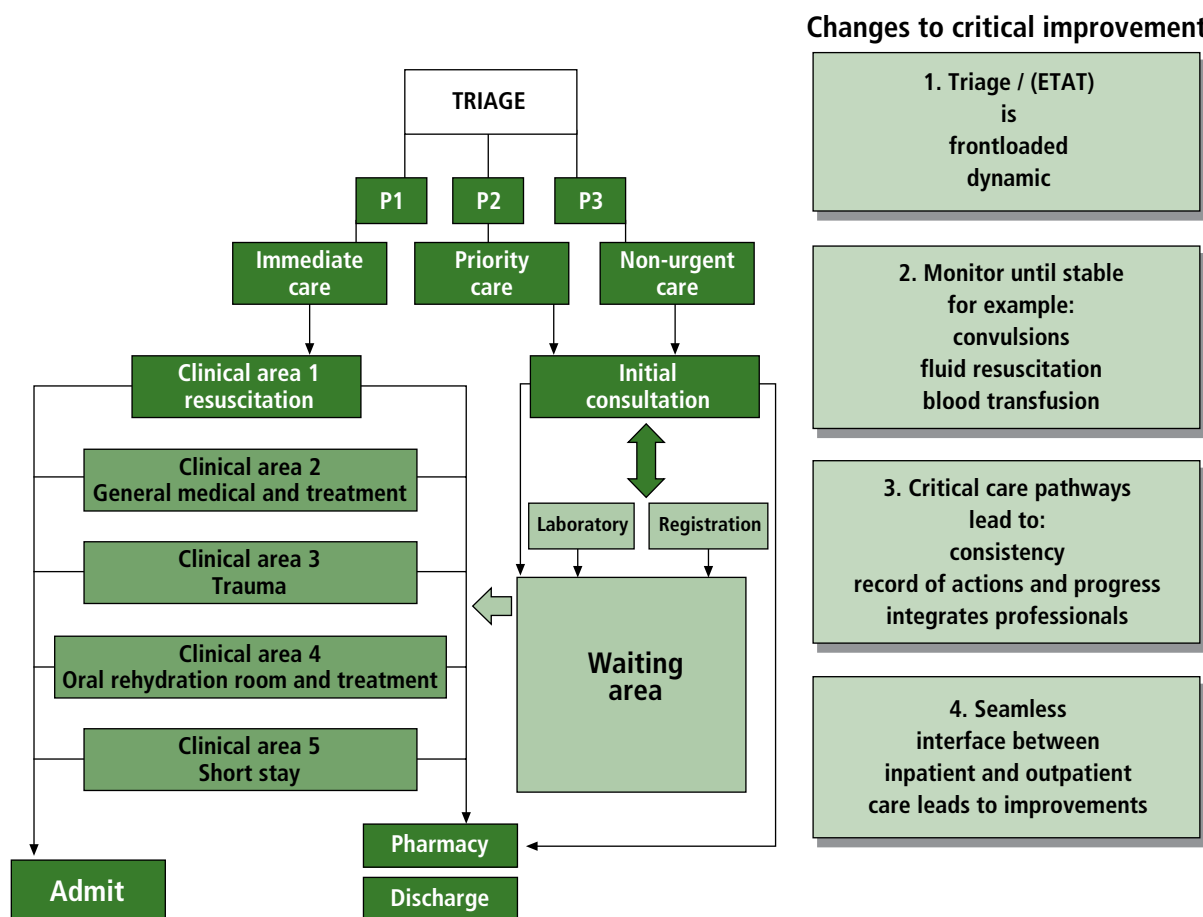 Changes to critical improvement
TRIAGE
P1
P2
P3
Immediate
care
Priority
care
Non-urgent
care
Clinical area 1
resuscitation
Initial
consultation
Clinical area 2
General medical and treatment
Laboratory
Registration
Clinical area 3
Trauma
Clinical area 4
Oral rehydration room and treatment
Waiting
area
Clinical area 5
Short stay
Pharmacy
Admit
Discharge
1. Triage / (ETAT)
is
frontloaded
dynamic
2. Monitor until stable
for example:
convulsions
fluid resuscitation
blood transfusion
3. Critical care pathways
lead to:
consistency
record of actions and progress
integrates professionals
4. Seamless
interface between
inpatient and outpatient
care leads to improvements